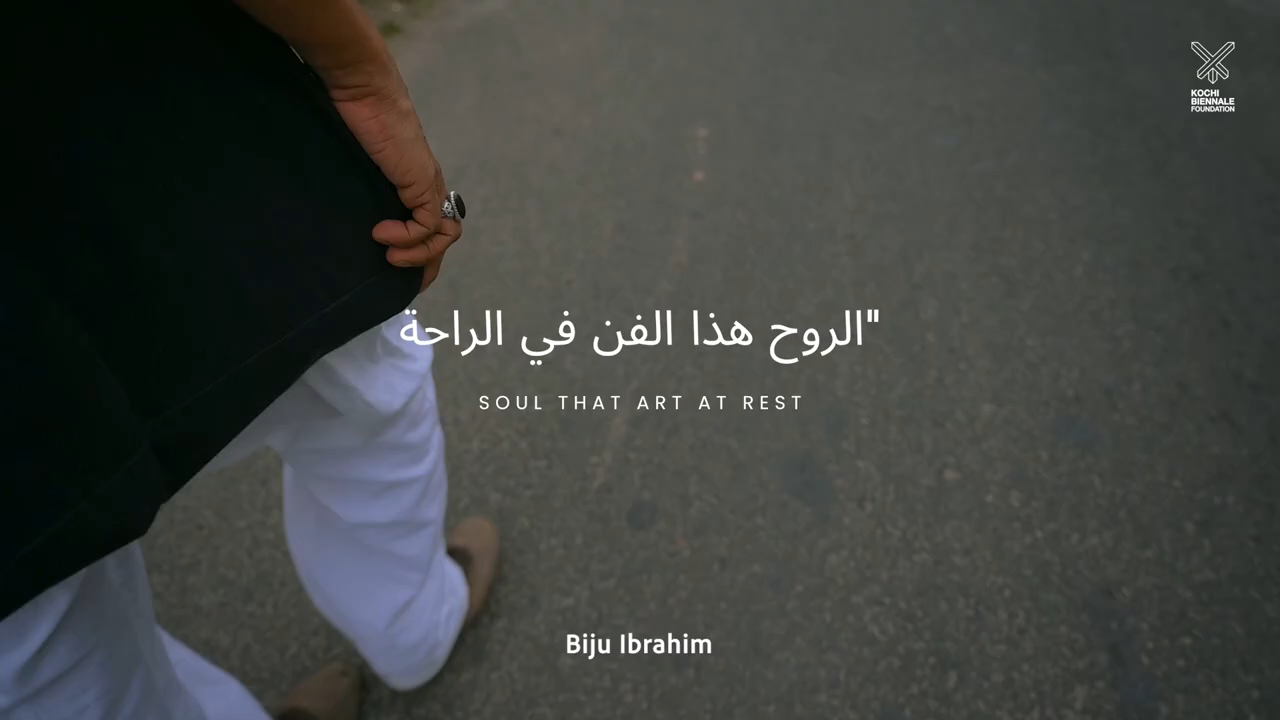 KOCHI
BIENNALE
FOUNDATION
"الروح هذا الفن في الراحة
SOUL THAT ART AT REST
Biju Ibrahim